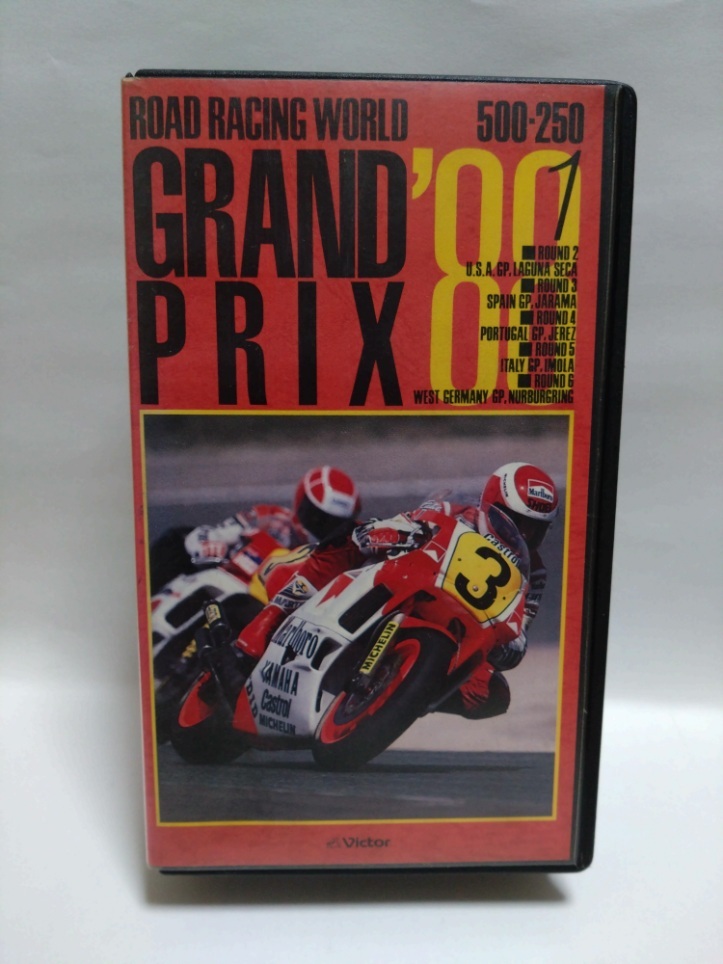 ROAD RACING WORLD 500-250
GRAND
PRIX
'88
1
ROUND 2
U.S.A. GP. LAGUNA SECA
ROUND 3
SPAIN GP. JARAMA
ROUND 4
PORTUGAL GP. JEREZ
ROUND 5
ITALY GP. IMOLA
ROUND 6
WEST GERMANY GP. NURBURGRING
Marlboro
Castrol
3
MICHELIN
Marlboro
YAMAHA
Castrol
MICHELIN
Victor